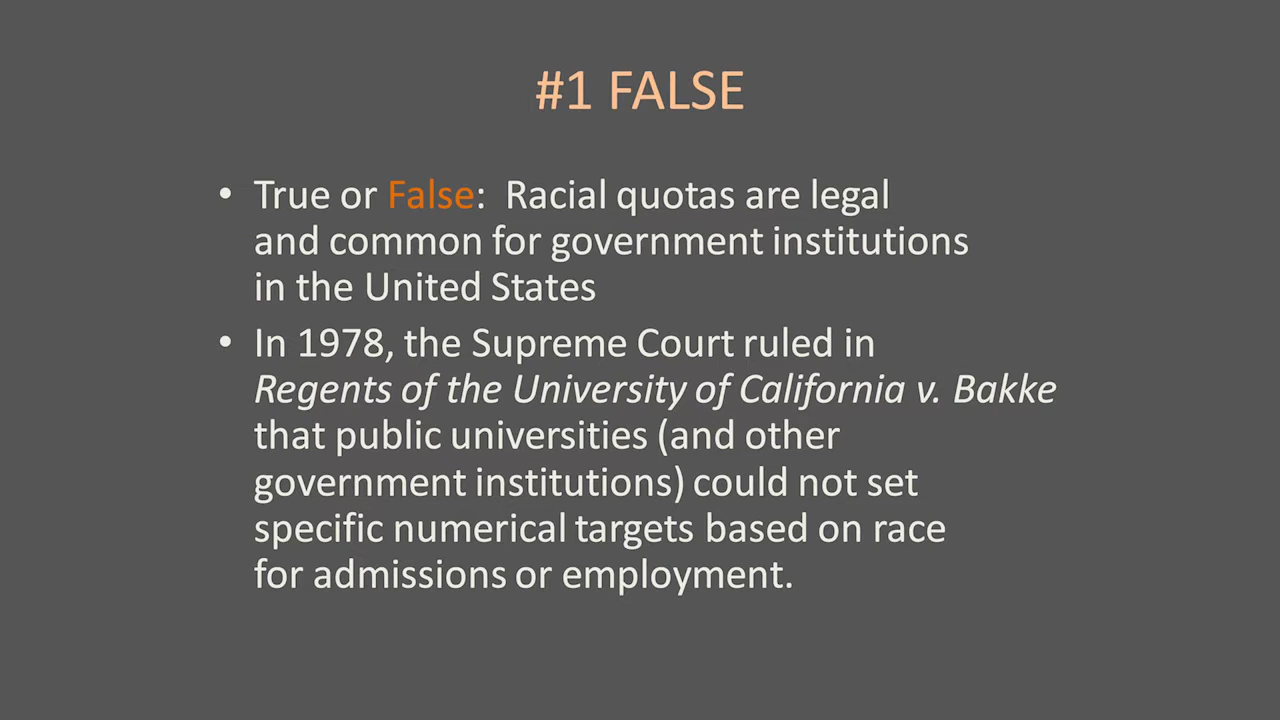 #1 FALSE
• True or False: Racial quotas are legal
and common for government institutions
in the United States
• In 1978, the Supreme Court ruled in
Regents of the University of California v. Bakke
that public universities (and other
government institutions) could not set
specific numerical targets based on race
for admissions or employment.